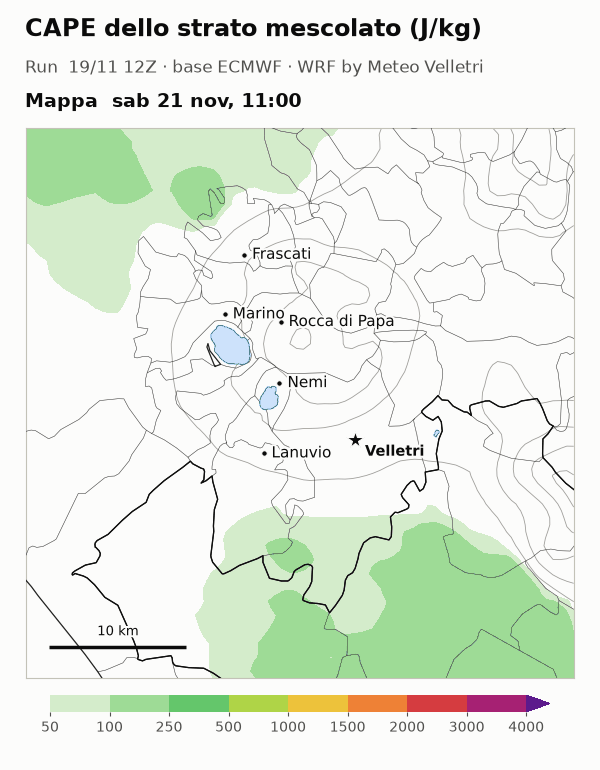 CAPE dello strato mescolato (J/kg)
Run  19/11 12Z · base ECMWF · WRF by Meteo Velletri
Mappa  sab 21 nov, 11:00
Frascati
Marino
Rocca di Papa
Nemi
Velletri
Lanuvio
10 km
50 100 250 500 1000 1500 2000 3000 4000